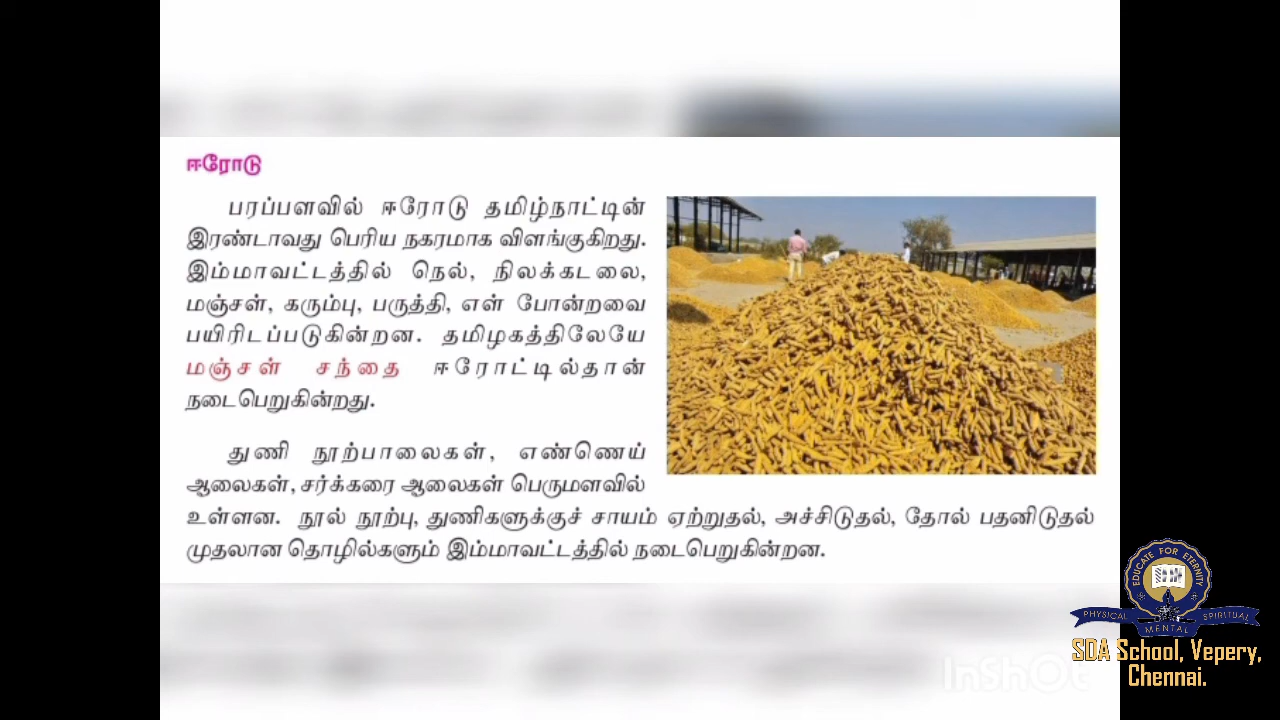 ஈரோடு
பரப்பளவில் ஈரோடு தமிழ்நாட்டின்
இரண்டாவது பெரிய நகரமாக விளங்குகிறது.
இம்மாவட்டத்தில் நெல், நிலக்கடலை,
மஞ்சள், கரும்பு, பருத்தி, எள் போன்றவை
பயிரிடப்படுகின்றன. தமிழகத்திலேயே
மஞ்சள் சந்தை ஈரோட்டில்தான்
நடைபெறுகின்றது.
துணி நூற்பாலைகள், எண்ணெய்
ஆலைகள், சர்க்கரை ஆலைகள் பெருமளவில்
உள்ளன. நூல் நூற்பு, துணிகளுக்குச் சாயம் ஏற்றுதல், அச்சிடுதல், தோல் பதனிடுதல்
முதலான தொழில்களும் இம்மாவட்டத்தில் நடைபெறுகின்றன.
EDUCATE FOR ETERNITY
PHYSICAL MENTAL SPIRITUAL
SDA School, Vepery,
Chennai.
InShOt